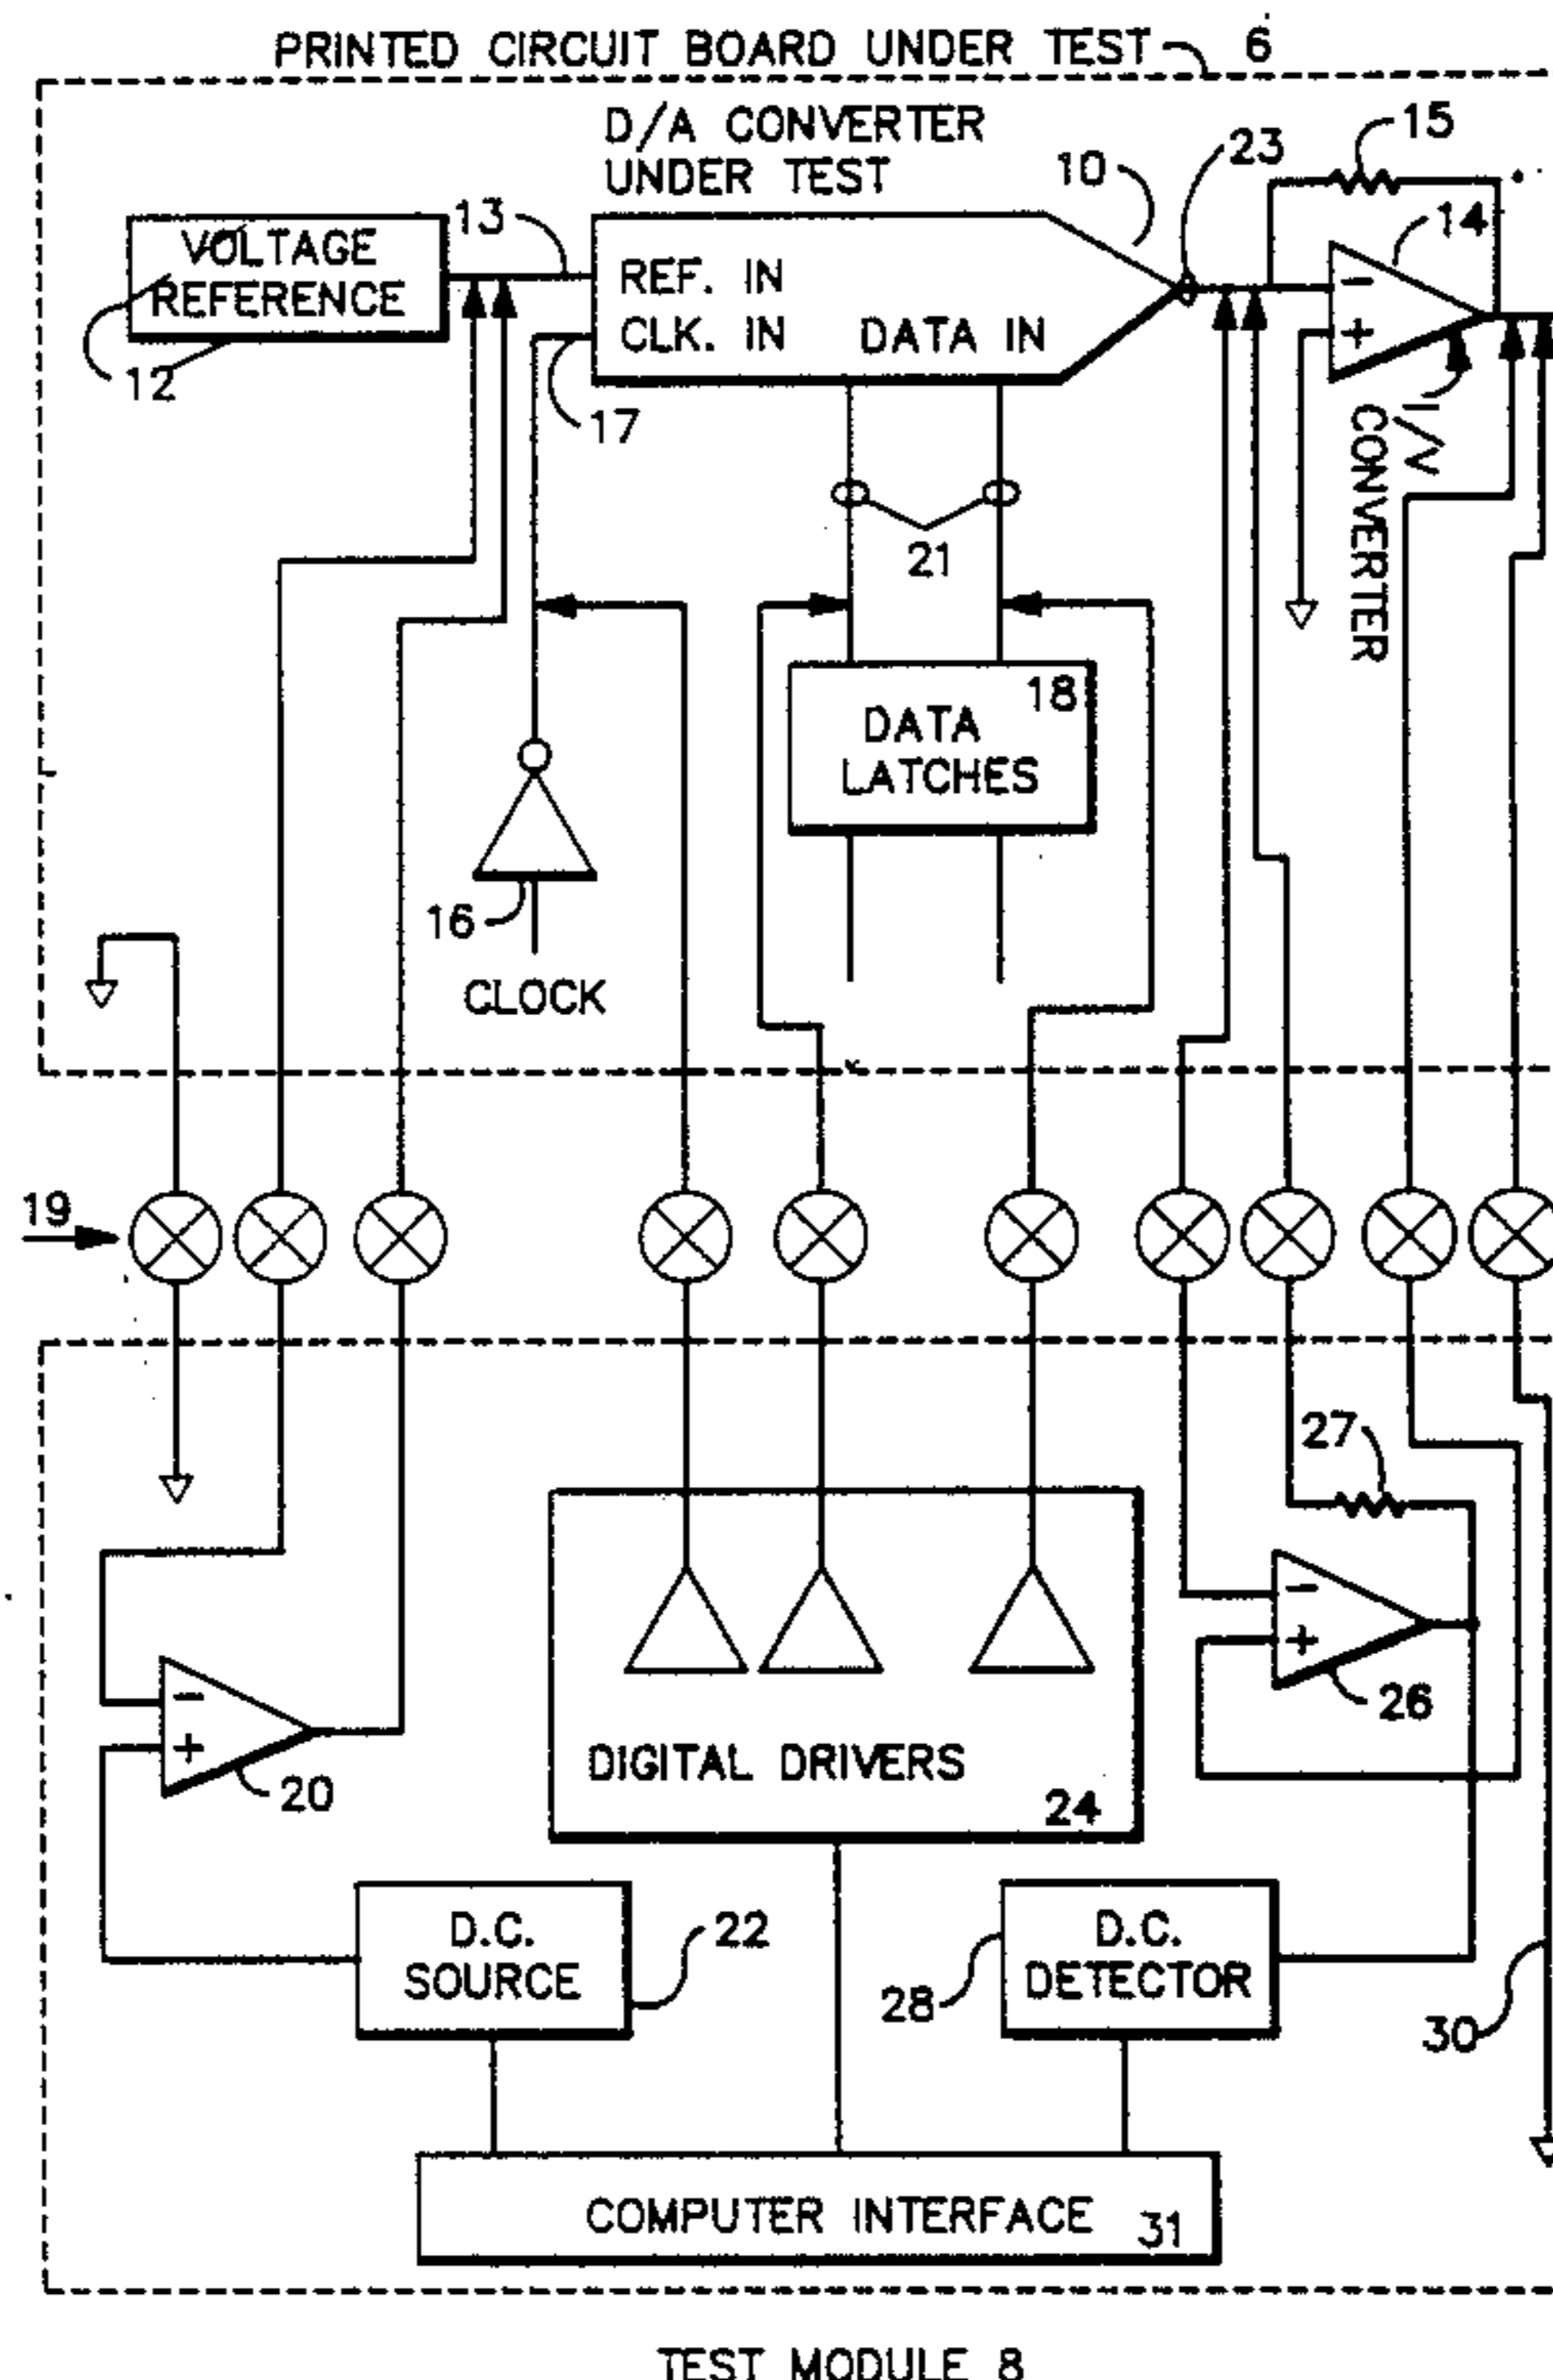 PRINTED CIRCUIT BOARD UNDER TEST 6
D/A CONVERTER
UNDER TEST
10
23
15
14
13
VOLTAGE
REFERENCE
12
REF. IN
CLK. IN
DATA IN
17
I/V
CONVERTER
21
18
DATA
LATCHES
16
CLOCK
19
27
26
20
DIGITAL DRIVERS
24
D.C.
SOURCE
22
D.C.
DETECTOR
28
30
COMPUTER INTERFACE
31
TEST MODULE 8